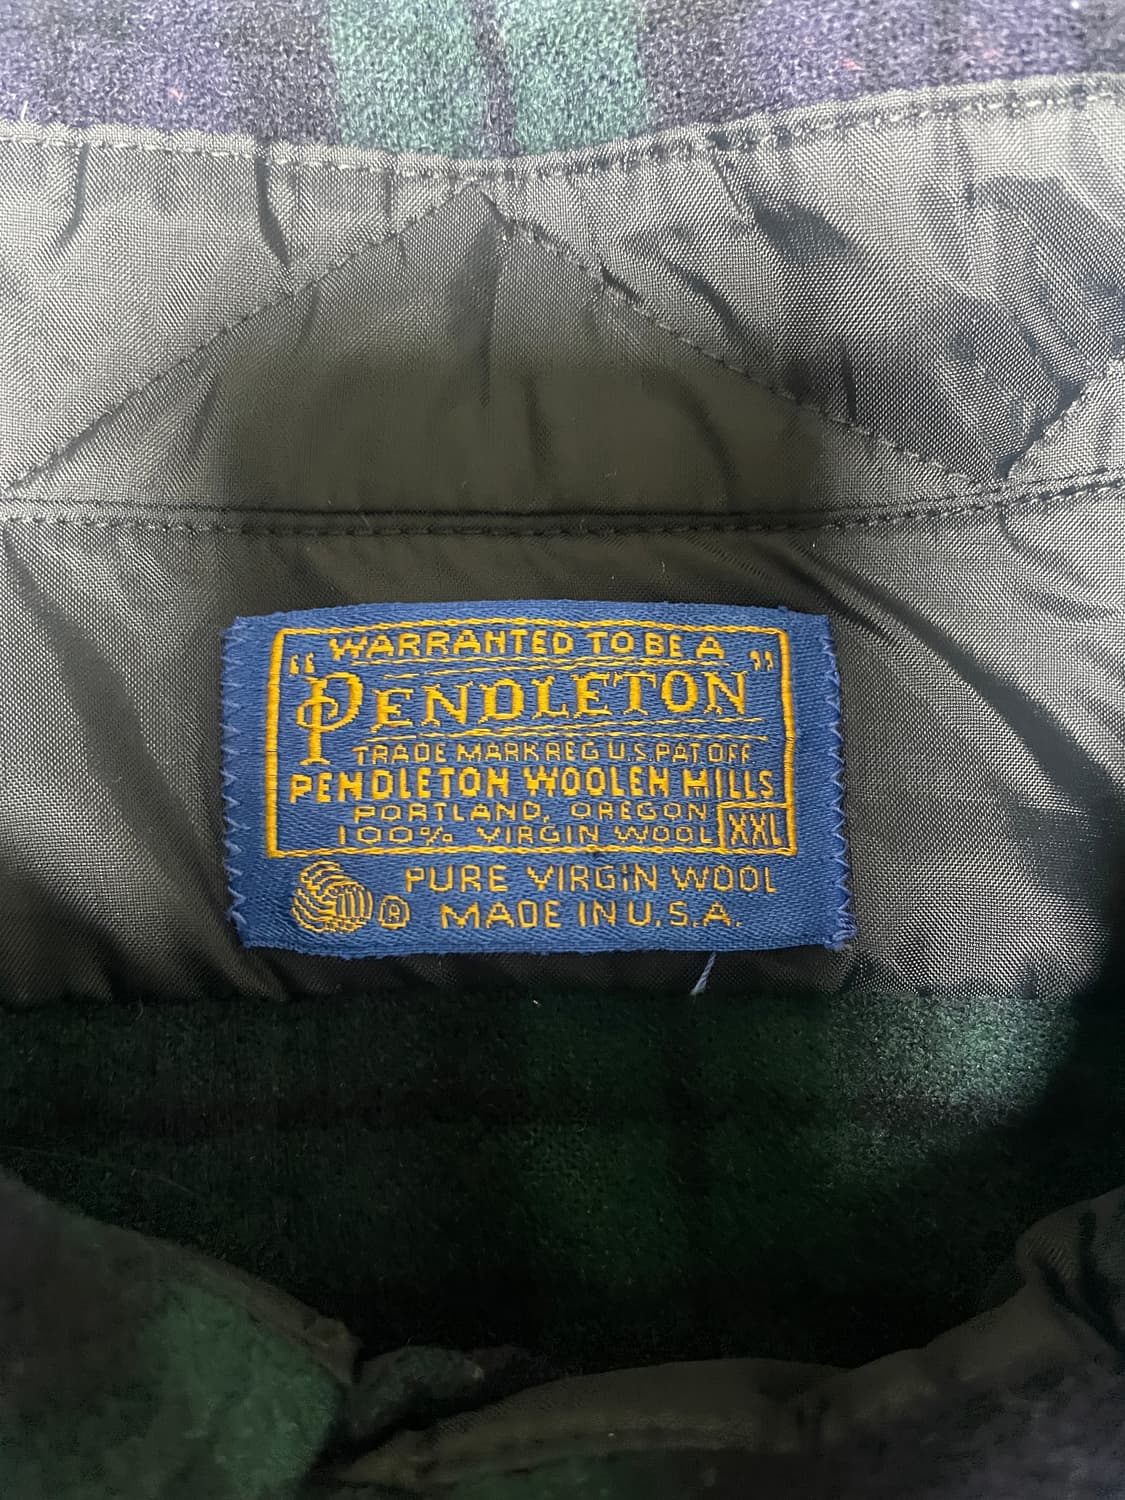 WARRANTED TO BE A
"PENDLETON"
TRADE MARK REG U.S. PAT. OFF.
PENDLETON WOOLEN MILLS
PORTLAND, OREGON
100% VIRGIN WOOL XXL
PURE VIRGIN WOOL
® MADE IN U.S.A.